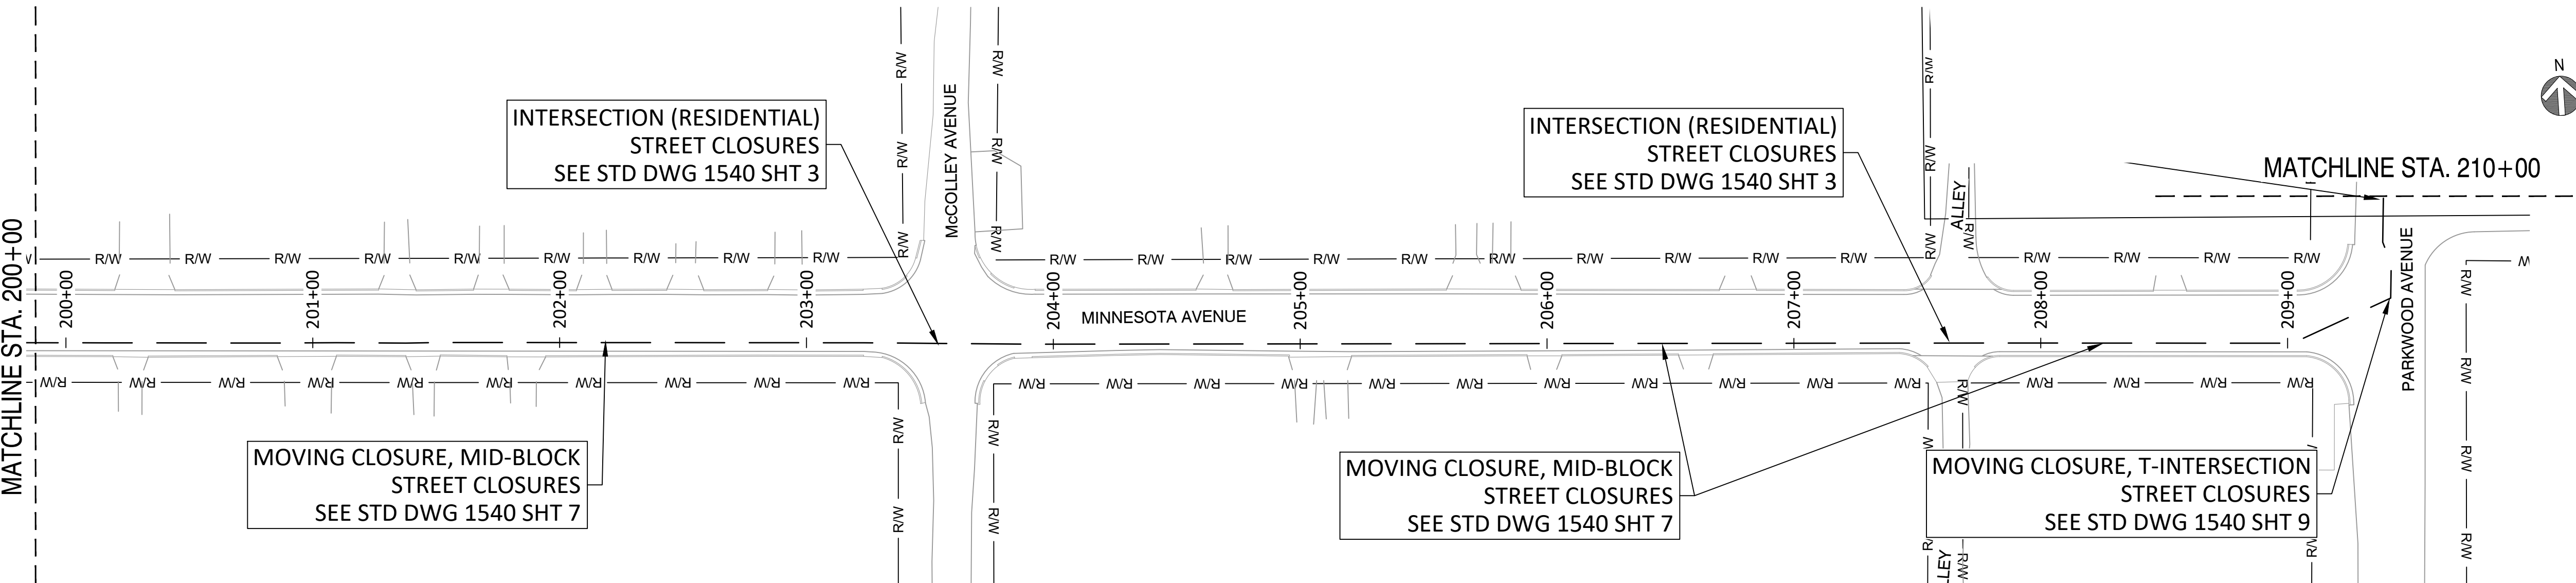 N
INTERSECTION (RESIDENTIAL)
STREET CLOSURES
SEE STD DWG 1540 SHT 3
INTERSECTION (RESIDENTIAL)
STREET CLOSURES
SEE STD DWG 1540 SHT 3
MATCHLINE STA. 210+00
McCOLLEY AVENUE
R/W
R/W
R/W
R/W
R/W
R/W
R/W
R/W
R/W
ALLEY
R/W
MATCHLINE STA. 200+00
R/W R/W R/W R/W R/W R/W R/W R/W R/W
R/W R/W R/W R/W R/W R/W R/W R/W R/W R/W
R/W R/W R/W R/W
200+00
201+00
202+00
203+00
204+00
205+00
206+00
207+00
208+00
209+00
MINNESOTA AVENUE
PARKWOOD AVENUE
R/W R/W R/W R/W R/W R/W R/W R/W R/W R/W
R/W R/W R/W R/W R/W R/W R/W R/W R/W R/W R/W
R/W R/W R/W R/W
R/W
R/W
R/W
R/W
R/W
R/W
R/W
R/W
R/W
R/W
MOVING CLOSURE, MID-BLOCK
STREET CLOSURES
SEE STD DWG 1540 SHT 7
MOVING CLOSURE, MID-BLOCK
STREET CLOSURES
SEE STD DWG 1540 SHT 7
MOVING CLOSURE, T-INTERSECTION
STREET CLOSURES
SEE STD DWG 1540 SHT 9